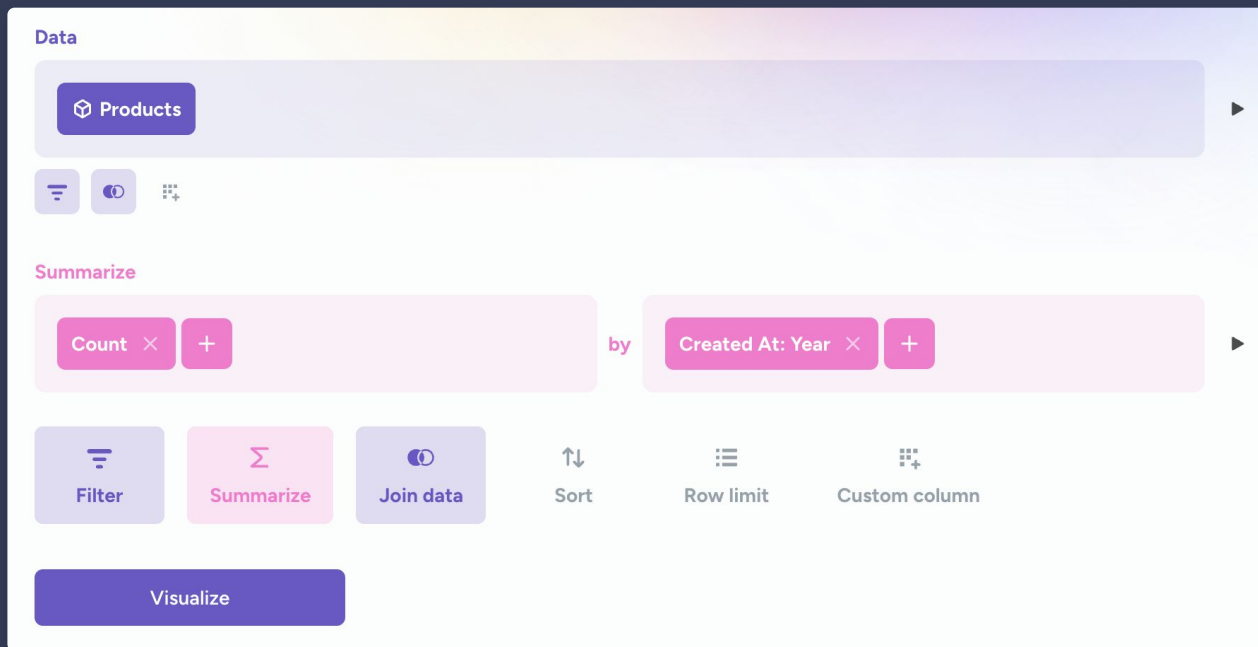 Data
Products
Summarize
Count
by
Created At: Year
Filter
Summarize
Join data
Sort
Row limit
Custom column
Visualize